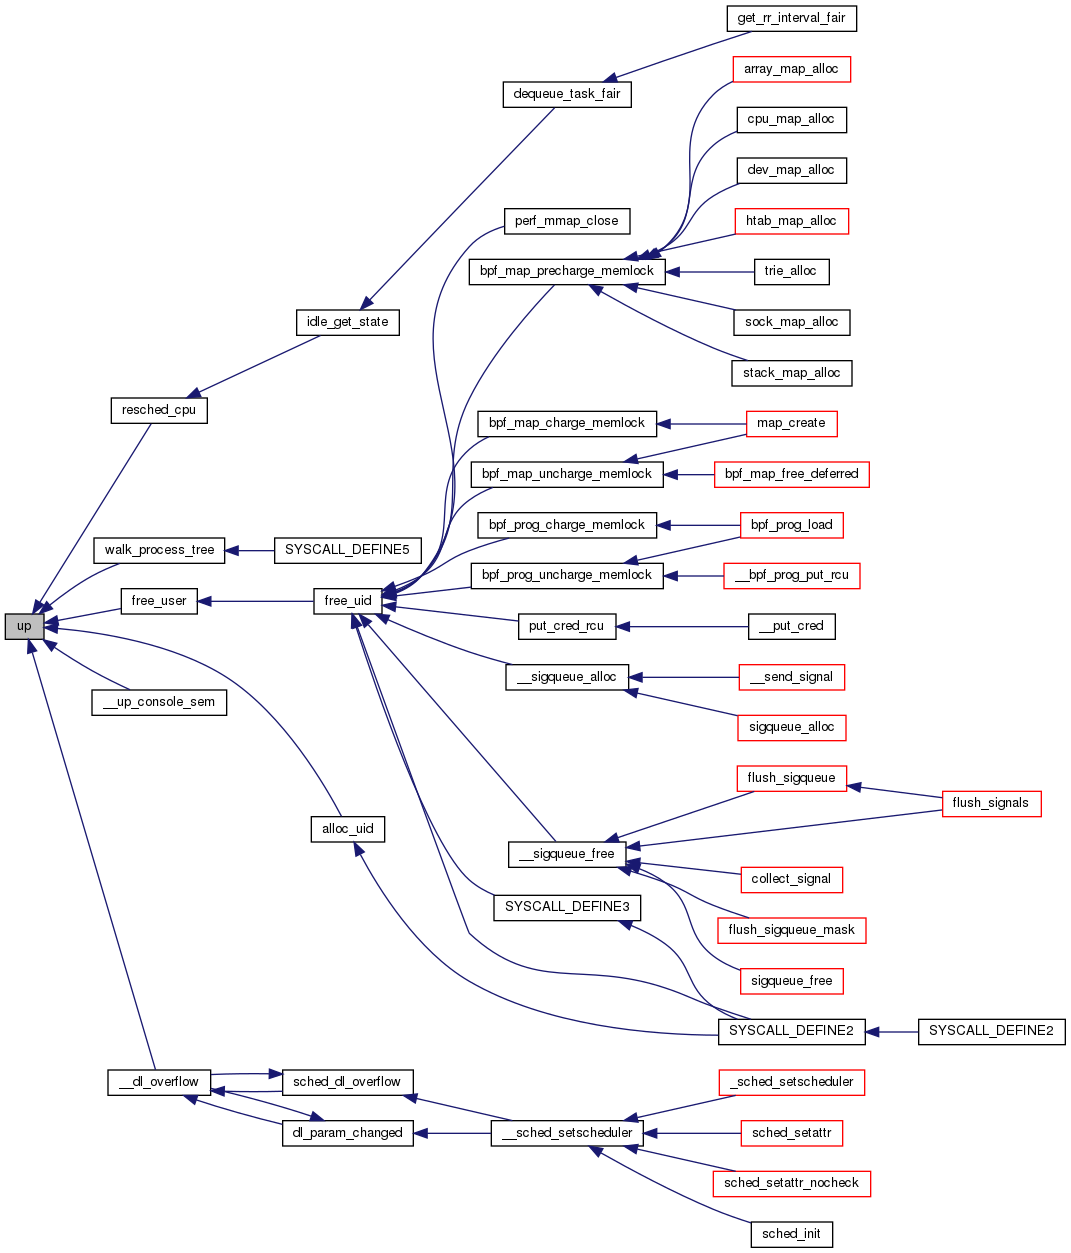 get_rr_interval_fair
array_map_alloc
dequeue_task_fair
cpu_map_alloc
dev_map_alloc
perf_mmap_close
htab_map_alloc
bpf_map_precharge_memlock
trie_alloc
idle_get_state
sock_map_alloc
stack_map_alloc
resched_cpu
bpf_map_charge_memlock
map_create
bpf_map_uncharge_memlock
bpf_map_free_deferred
bpf_prog_charge_memlock
bpf_prog_load
walk_process_tree
SYSCALL_DEFINE5
bpf_prog_uncharge_memlock
__bpf_prog_put_rcu
free_user
free_uid
up
put_cred_rcu
__put_cred
__sigqueue_alloc
__send_signal
__up_console_sem
sigqueue_alloc
flush_sigqueue
flush_signals
alloc_uid
__sigqueue_free
collect_signal
SYSCALL_DEFINE3
flush_sigqueue_mask
sigqueue_free
SYSCALL_DEFINE2
SYSCALL_DEFINE2
__dl_overflow
sched_dl_overflow
_sched_setscheduler
dl_param_changed
__sched_setscheduler
sched_setattr
sched_setattr_nocheck
sched_init